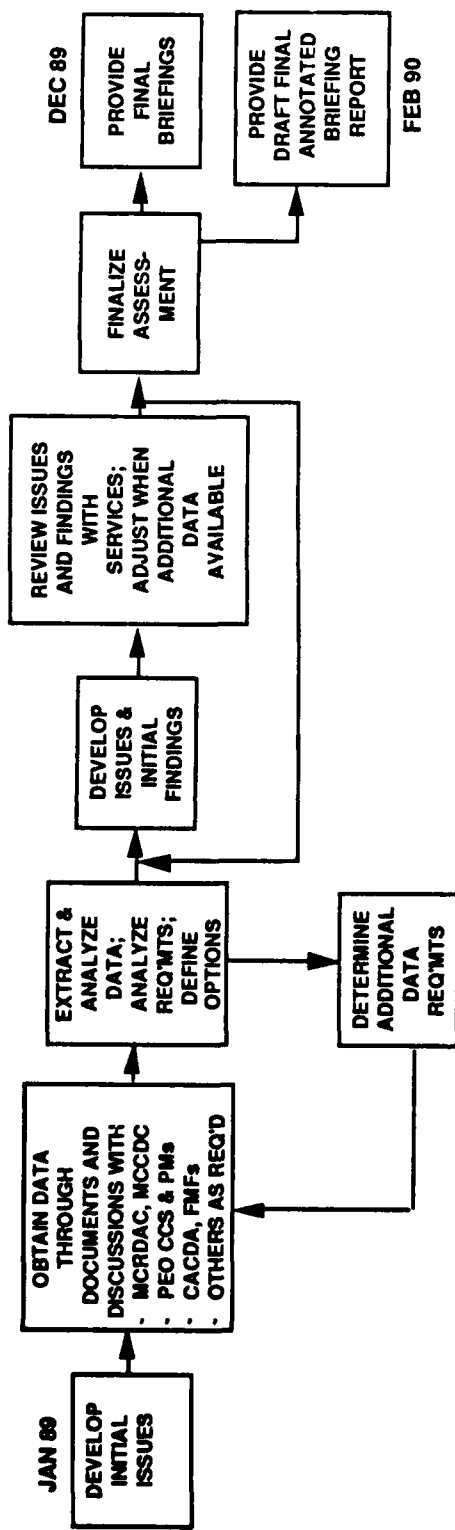 JAN 89
DEVELOP
INITIAL
ISSUES
OBTAIN DATA
THROUGH
DOCUMENTS AND
DISCUSSIONS WITH
- MCRDAC, MCCDC
- PEO CCS & PMs
- CACDA, FMFs
- OTHERS AS REQ'D
EXTRACT &
ANALYZE
DATA;
ANALYZE
REQ'MTS;
DEFINE
OPTIONS
DETERMINE
ADDITIONAL
DATA
REQ'MTS
DEVELOP
ISSUES &
INITIAL
FINDINGS
REVIEW ISSUES
AND FINDINGS
WITH
SERVICES;
ADJUST WHEN
ADDITIONAL
DATA
AVAILABLE
FINALIZE
ASSESS-
MENT
DEC 89
PROVIDE
FINAL
BRIEFINGS
PROVIDE
DRAFT FINAL
ANNOTATED
BRIEFING
REPORT
FEB 90